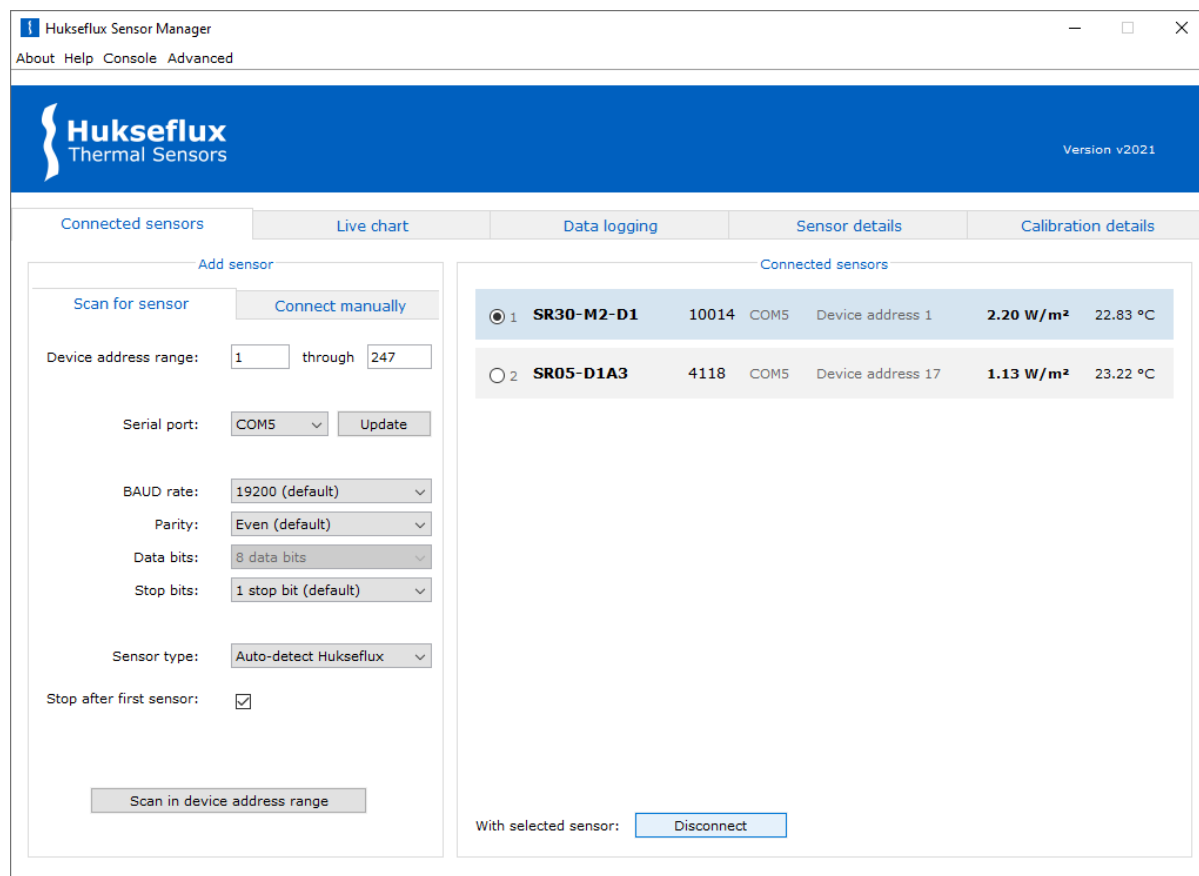 Hukseflux Sensor Manager
About Help Console Advanced
Hukseflux
Thermal Sensors
Version v2021
Connected sensors Live chart Data logging Sensor details Calibration details
Add sensor
Scan for sensor Connect manually
Device address range: 1 through 247
Serial port: COM5 Update
BAUD rate: 19200 (default)
Parity: Even (default)
Data bits: 8 data bits
Stop bits: 1 stop bit (default)
Sensor type: Auto-detect Hukseflux
Stop after first sensor:
Scan in device address range
Connected sensors
1 SR30-M2-D1 10014 COM5 Device address 1 2.20 W/m² 22.83 °C
2 SR05-D1A3 4118 COM5 Device address 17 1.13 W/m² 23.22 °C
With selected sensor: Disconnect